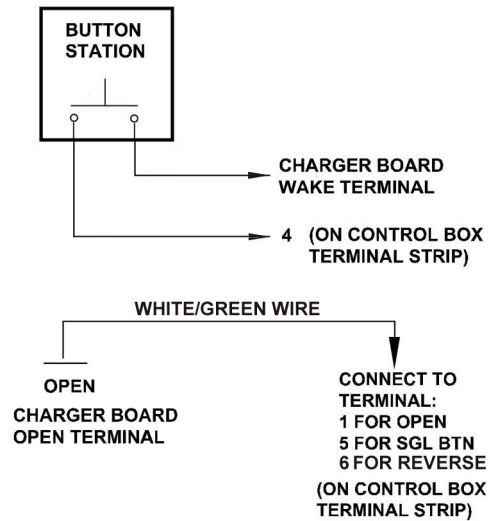 BUTTON
STATION
CHARGER BOARD
WAKE TERMINAL
4 (ON CONTROL BOX
TERMINAL STRIP)
WHITE/GREEN WIRE
OPEN
CHARGER BOARD
OPEN TERMINAL
CONNECT TO
TERMINAL:
1 FOR OPEN
5 FOR SGL BTN
6 FOR REVERSE
(ON CONTROL BOX
TERMINAL STRIP)